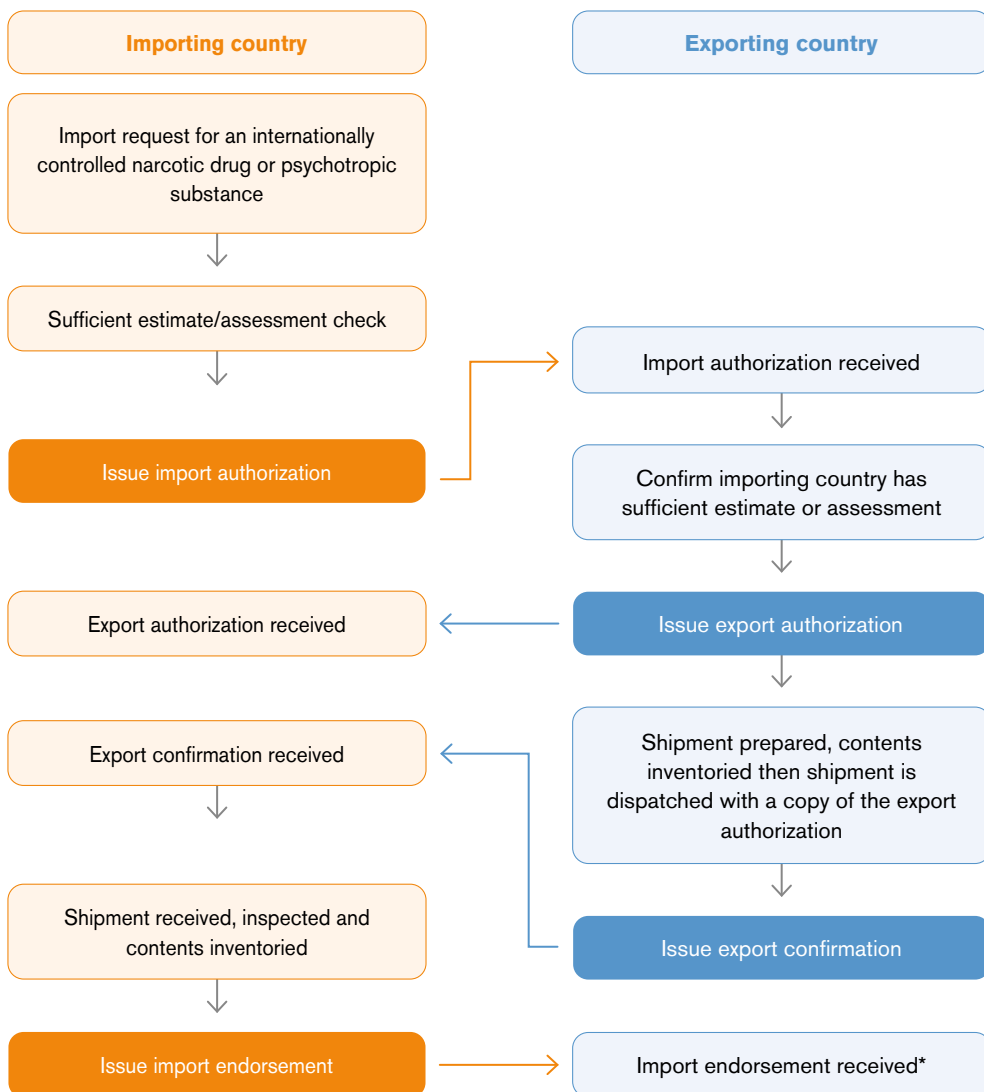 Importing country
Exporting country
Import request for an internationally
controlled narcotic drug or psychotropic
substance
Sufficient estimate/assessment check
Import authorization received
Issue import authorization
Confirm importing country has
sufficient estimate or assessment
Export authorization received
Issue export authorization
Export confirmation received
Shipment prepared, contents
inventoried then shipment is
dispatched with a copy of the export
authorization
Shipment received, inspected and
contents inventoried
Issue export confirmation
Issue import endorsement
Import endorsement received*